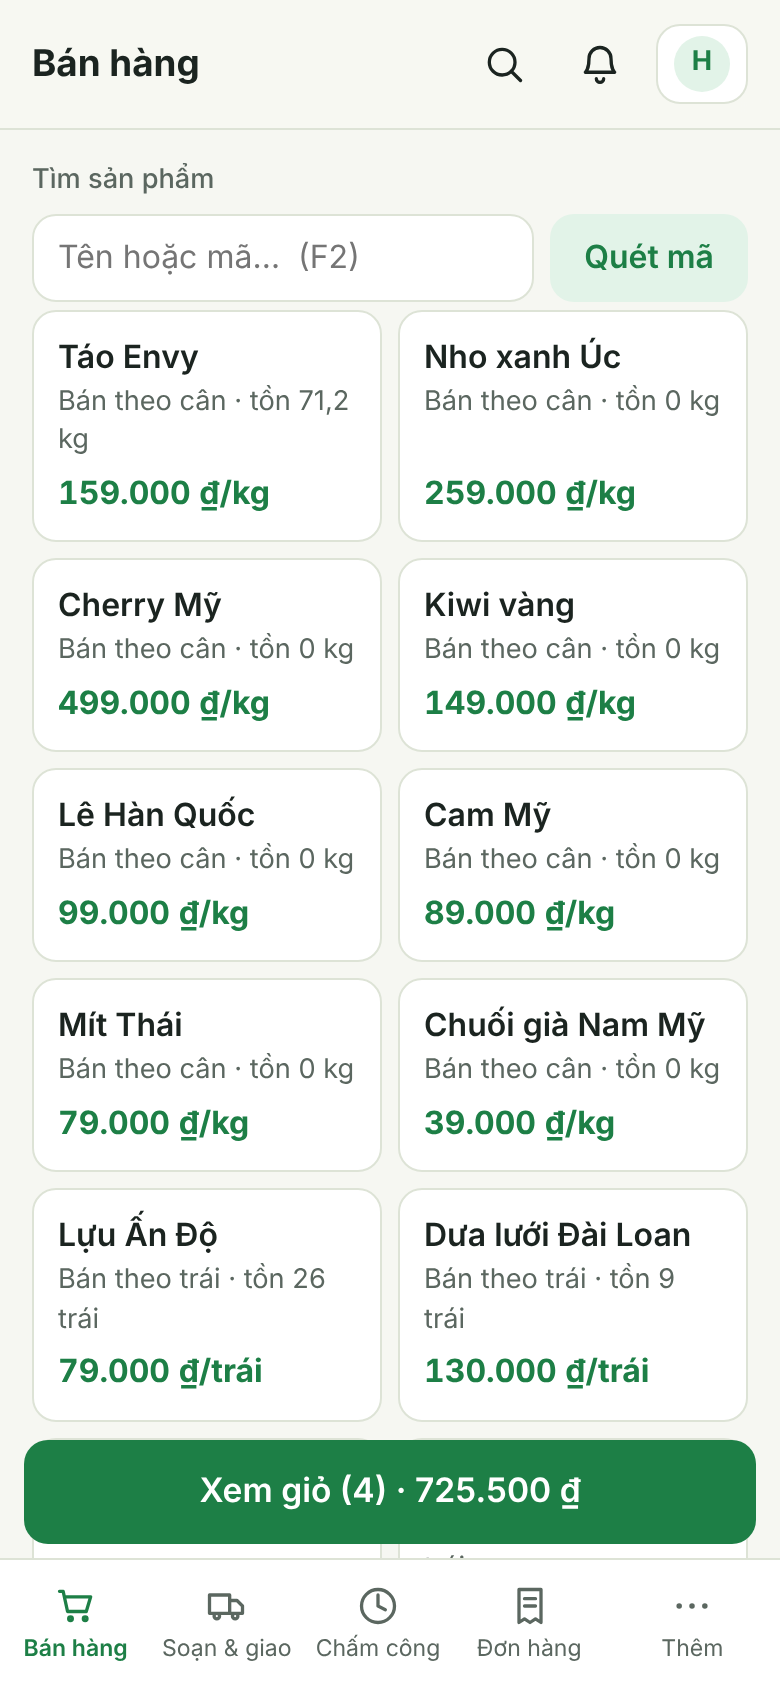 Bán hàng
H
Tìm sản phẩm
Tên hoặc mã... (F2)
Quét mã
Táo Envy
Bán theo cân · tồn 71,2
kg
159.000 ₫/kg
Nho xanh Úc
Bán theo cân · tồn 0 kg
259.000 ₫/kg
Cherry Mỹ
Bán theo cân · tồn 0 kg
499.000 ₫/kg
Kiwi vàng
Bán theo cân · tồn 0 kg
149.000 ₫/kg
Lê Hàn Quốc
Bán theo cân · tồn 0 kg
99.000 ₫/kg
Cam Mỹ
Bán theo cân · tồn 0 kg
89.000 ₫/kg
Mít Thái
Bán theo cân · tồn 0 kg
79.000 ₫/kg
Chuối già Nam Mỹ
Bán theo cân · tồn 0 kg
39.000 ₫/kg
Lựu Ấn Độ
Bán theo trái · tồn 26
trái
79.000 ₫/trái
Dưa lưới Đài Loan
Bán theo trái · tồn 9
trái
130.000 ₫/trái
Xem giỏ (4) · 725.500 ₫
Bán hàng
Soạn & giao
Chấm công
Đơn hàng
Thêm